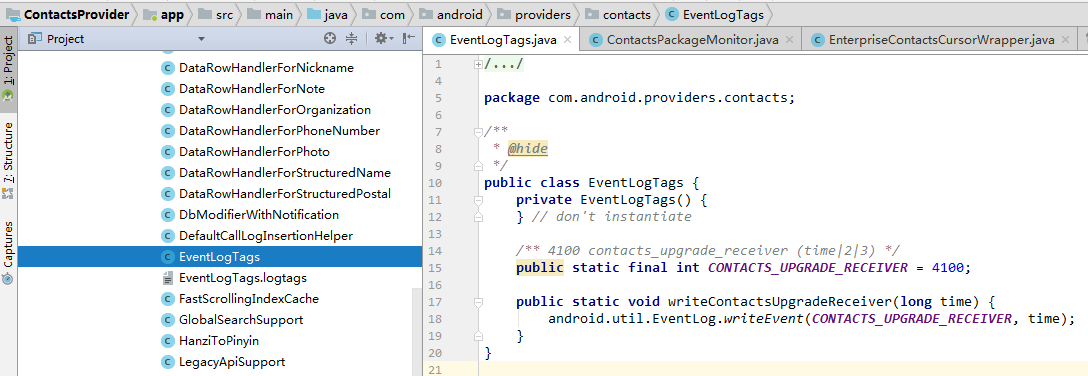 ContactsProvider app src main java com android providers contacts EventLogTags
Project
EventLogTags.java × ContactsPackageMonitor.java × EnterpriseContactsCursorWrapper.java ×
1: Project
7: Structure
Captures
DataRowHandlerForNickname
DataRowHandlerForNote
DataRowHandlerForOrganization
DataRowHandlerForPhoneNumber
DataRowHandlerForPhoto
DataRowHandlerForStructuredName
DataRowHandlerForStructuredPostal
DbModifierWithNotification
DefaultCallLogInsertionHelper
EventLogTags
EventLogTags.logtags
FastScrollingIndexCache
GlobalSearchSupport
HanziToPinyin
LegacyApiSupport
1 /.../
4
5 package com.android.providers.contacts;
6
7 /**
8 * @hide
9 */
10 public class EventLogTags {
11 private EventLogTags() {
12 } // don't instantiate
13
14 /** 4100 contacts_upgrade_receiver (time|2|3) */
15 public static final int CONTACTS_UPGRADE_RECEIVER = 4100;
16
17 public static void writeContactsUpgradeReceiver(long time) {
18 android.util.EventLog.writeEvent(CONTACTS_UPGRADE_RECEIVER, time);
19 }
20 }
21